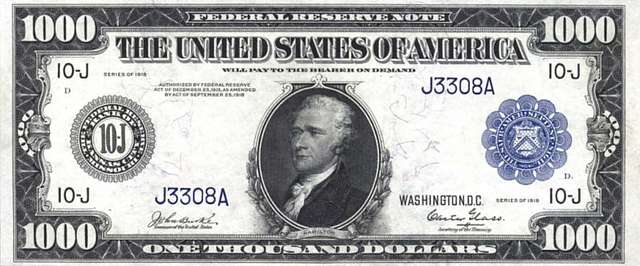 1000 FEDERAL RESERVE NOTE 1000
THE UNITED STATES OF AMERICA
WILL PAY TO THE BEARER ON DEMAND
10-J SERIES OF 1918 10-J
AUTHORIZED BY FEDERAL RESERVE
ACT OF DECEMBER 23, 1913, AS AMENDED
BY ACT OF SEPTEMBER 26, 1918
J3308A
D
10-J
J3308A
WASHINGTON, D.C.
D.
10-J SERIES OF 1918 10-J
John Burke
Carter Glass
Treasurer of the United States
Secretary of the Treasury
HAMILTON
1000 ONE THOUSAND DOLLARS 1000